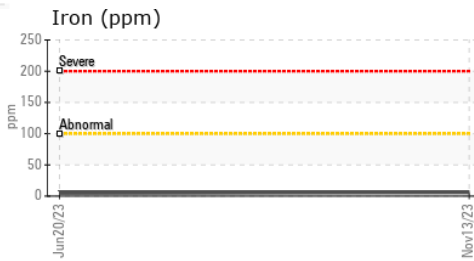 Iron (ppm)
250
Severe
200
150
ppm
Abnormal
100
50
0
Jun20/23
Nov13/23